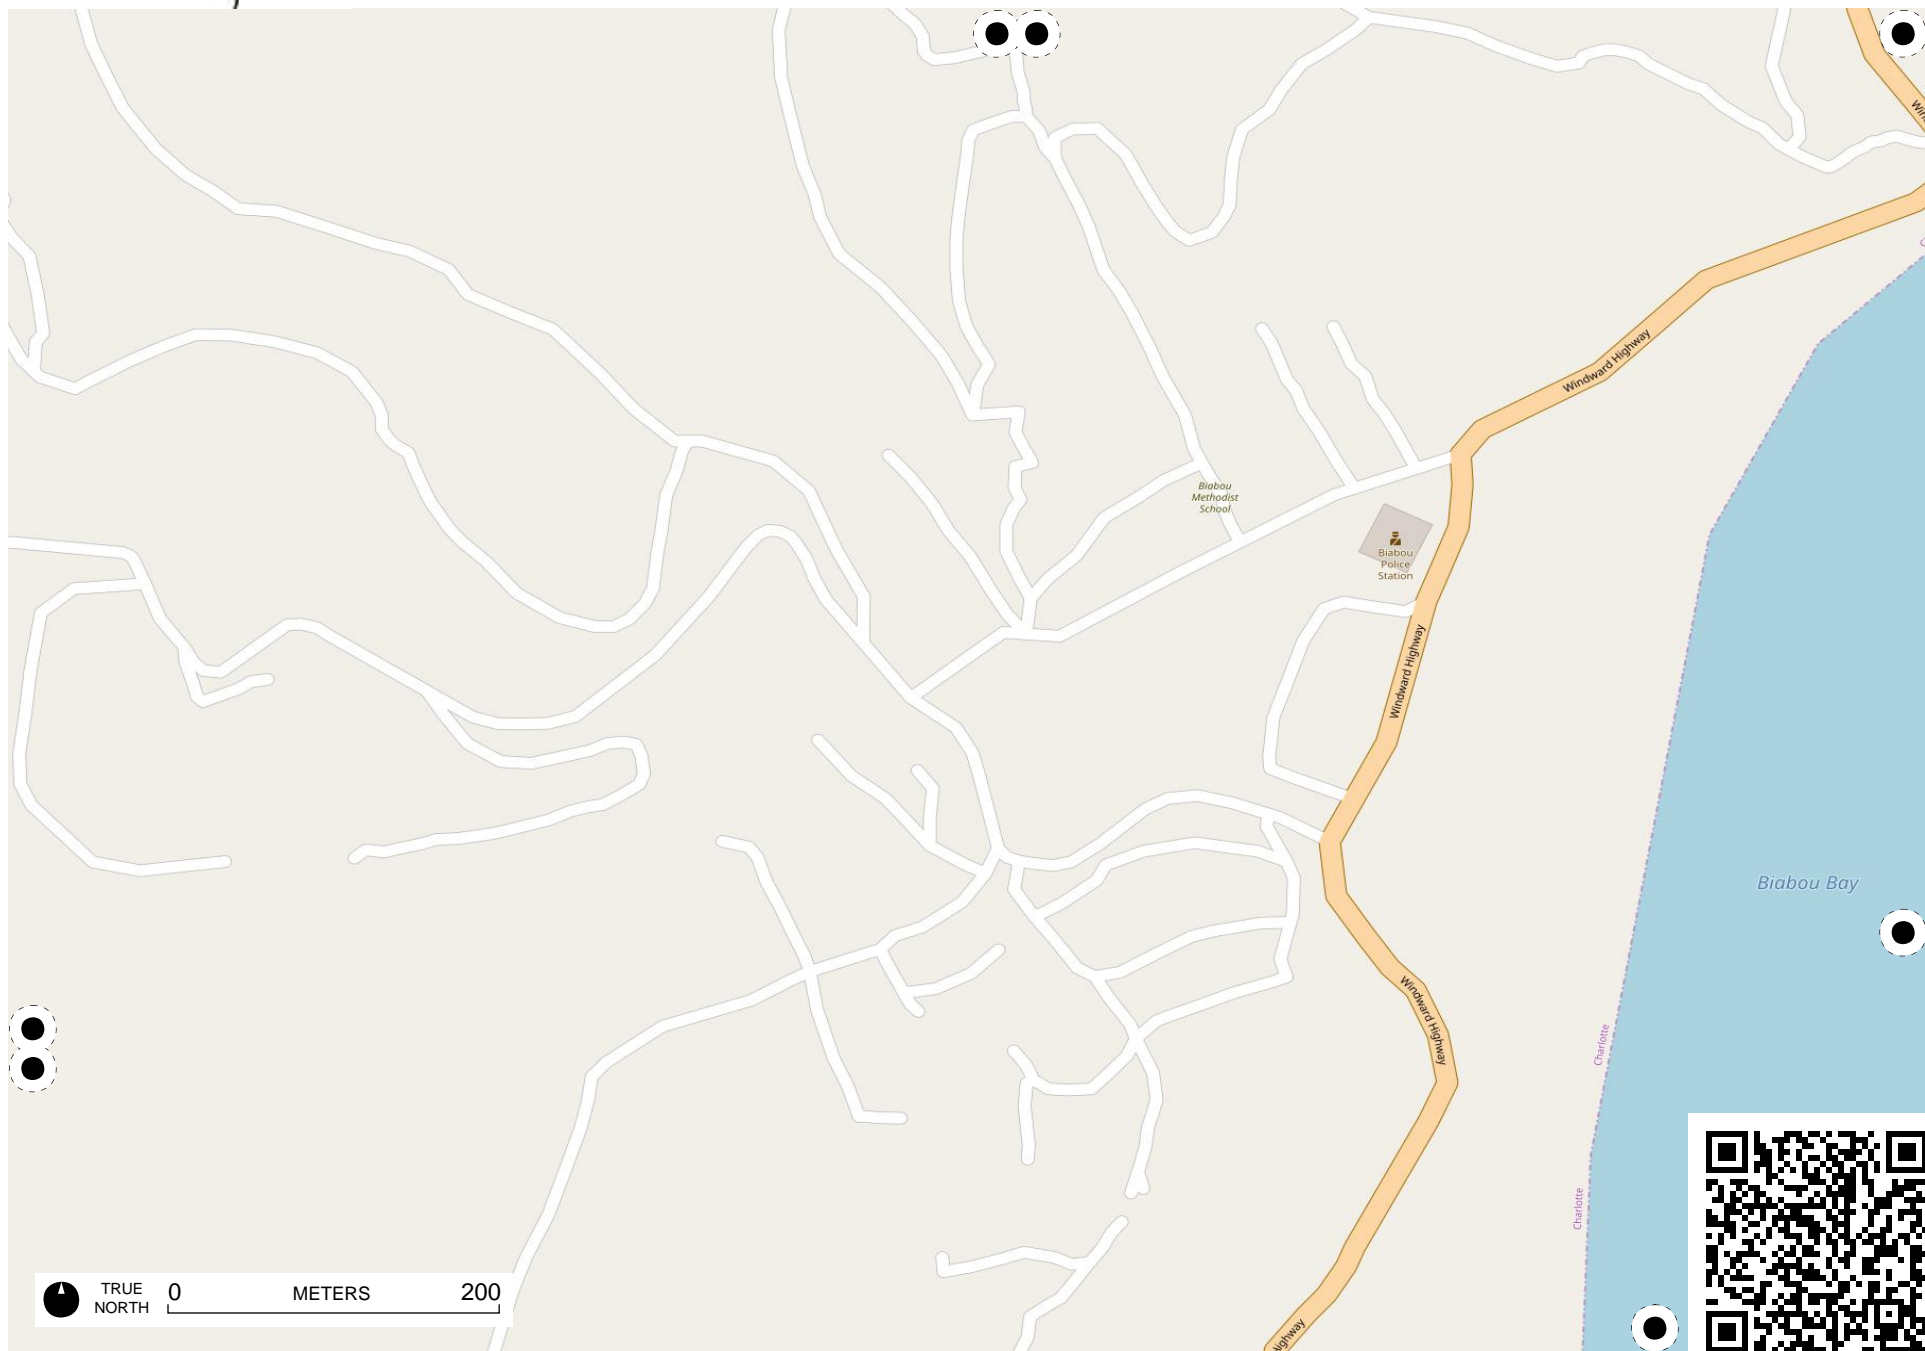 Windward Highway
Biabou
Methodist
School
Biabou
Police
Station
Windward Highway
Biabou Bay
Windward Highway
Charlotte
Charlotte
TRUE
NORTH
0
METERS
200